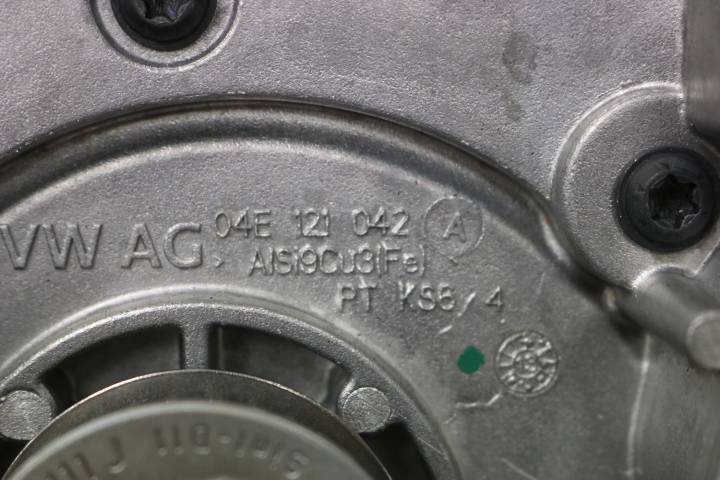 VW AG 04E 121 042 A
>AlSi9Cu3(Fe)<
PT KS6/4